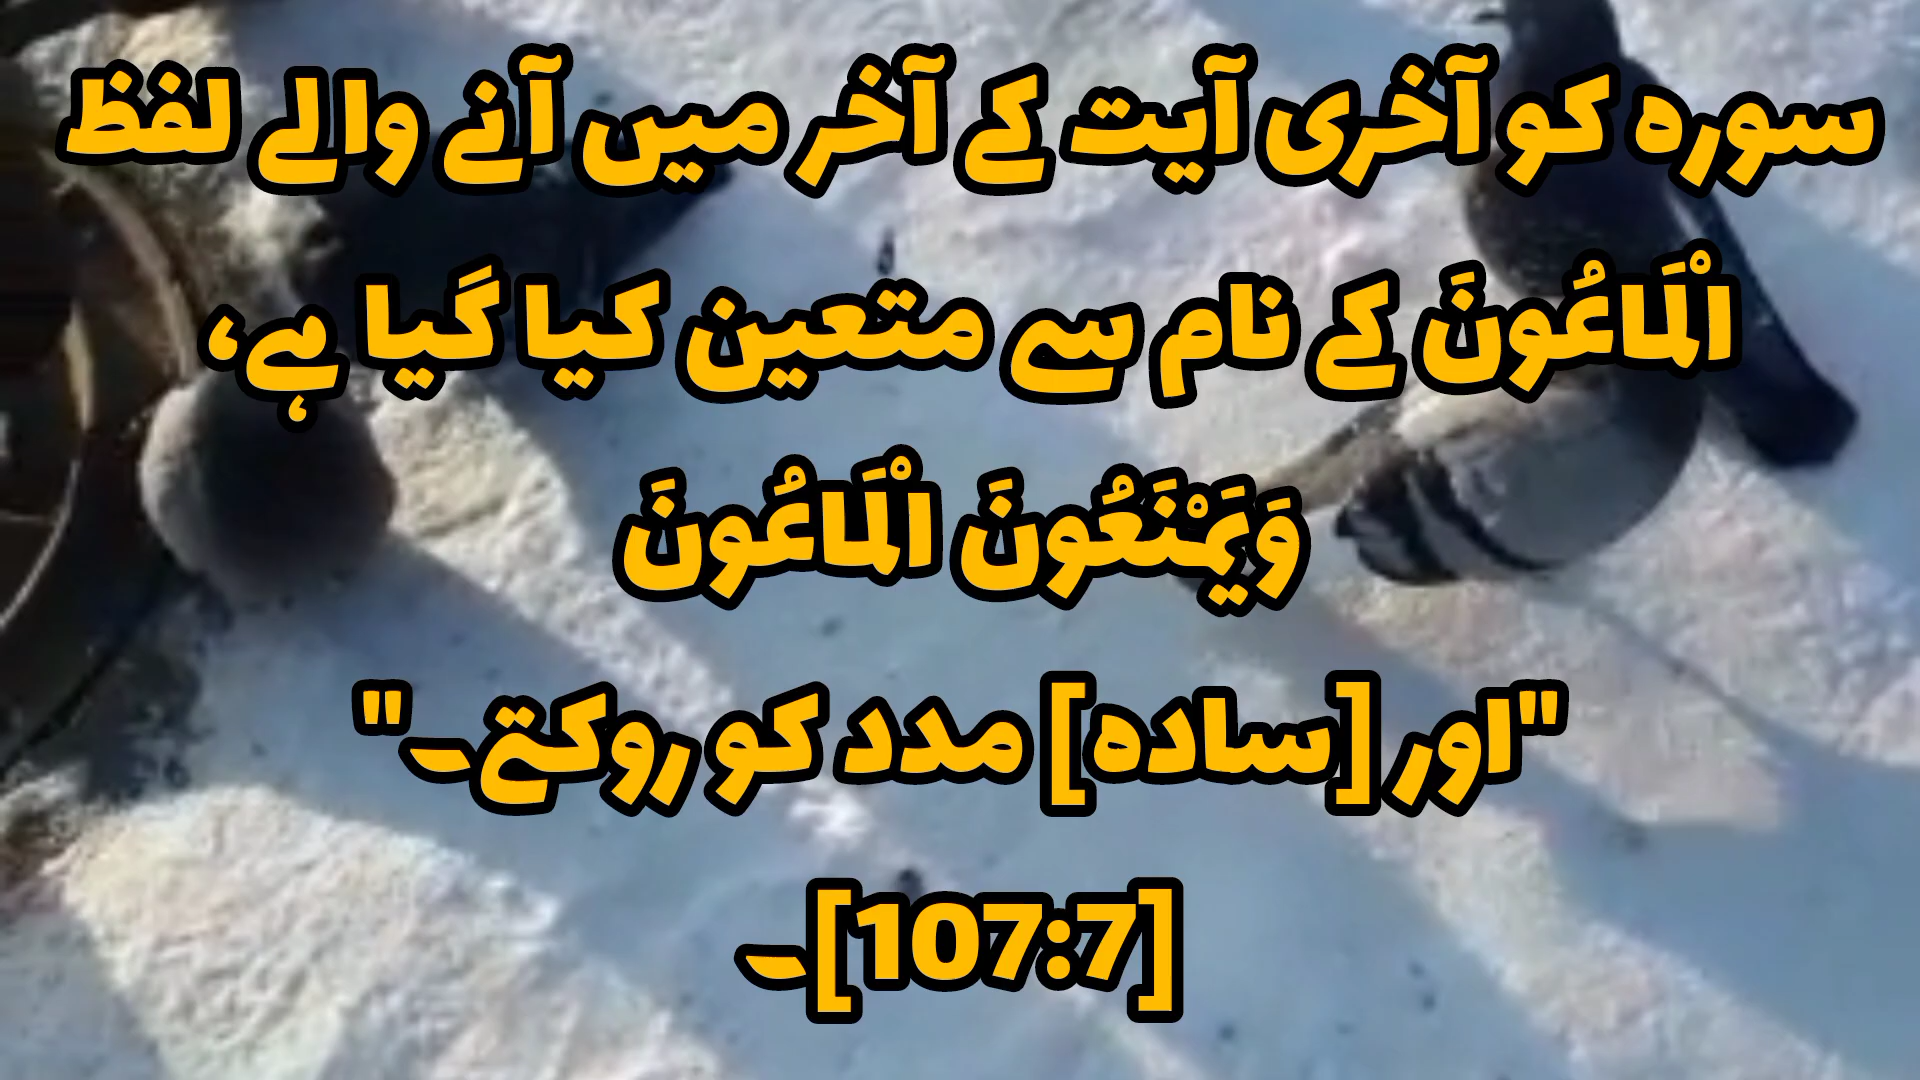 سورہ کو آخری آیت کے آخر میں آنے والے لفظ
الْمَاعُونَ کے نام سے متعین کیا گیا ہے،
وَيَمْنَعُونَ الْمَاعُونَ
"اور [سادہ] مدد کو روکتے۔"
[107:7]۔